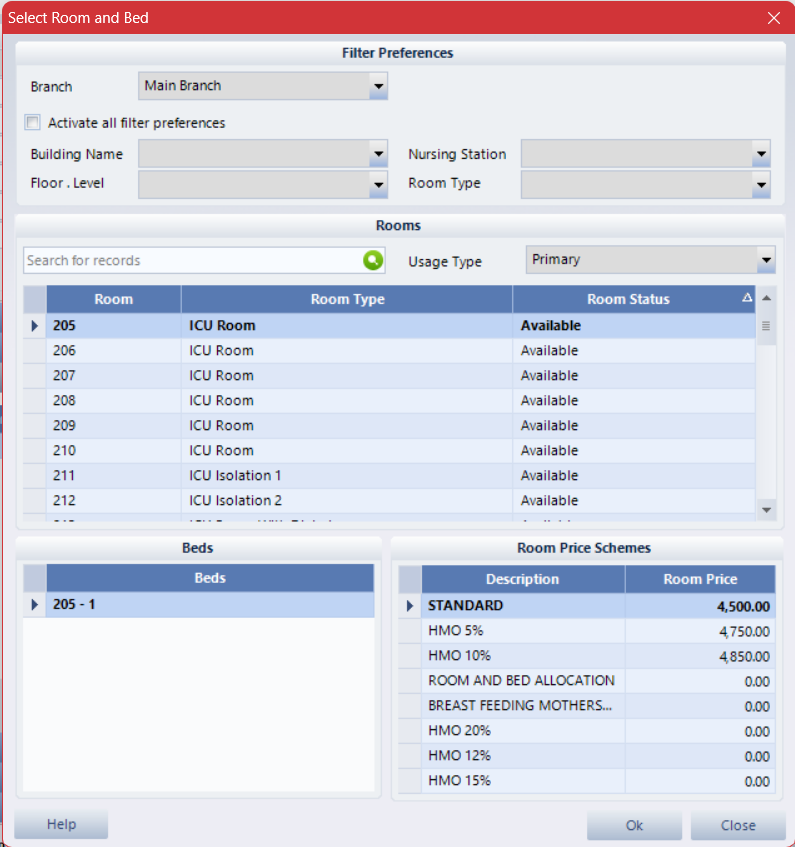 Select Room and Bed
Filter Preferences
Branch Main Branch
Activate all filter preferences
Building Name Nursing Station
Floor . Level Room Type
Rooms
Search for records Usage Type Primary
Room Room Type Room Status
205 ICU Room Available
206 ICU Room Available
207 ICU Room Available
208 ICU Room Available
209 ICU Room Available
210 ICU Room Available
211 ICU Isolation 1 Available
212 ICU Isolation 2 Available
Beds
Beds
205 - 1
Room Price Schemes
Description Room Price
STANDARD 4,500.00
HMO 5% 4,750.00
HMO 10% 4,850.00
ROOM AND BED ALLOCATION 0.00
BREAST FEEDING MOTHERS... 0.00
HMO 20% 0.00
HMO 12% 0.00
HMO 15% 0.00
Help Ok Close